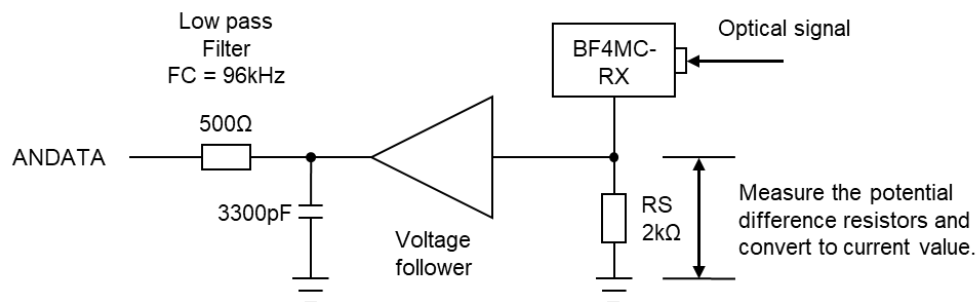 Low pass
Filter
FC = 96kHz
500Ω
ANDATA
3300pF
Voltage
follower
BF4MC-
RX
Optical signal
RS
2kΩ
Measure the potential
difference resistors and
convert to current value.